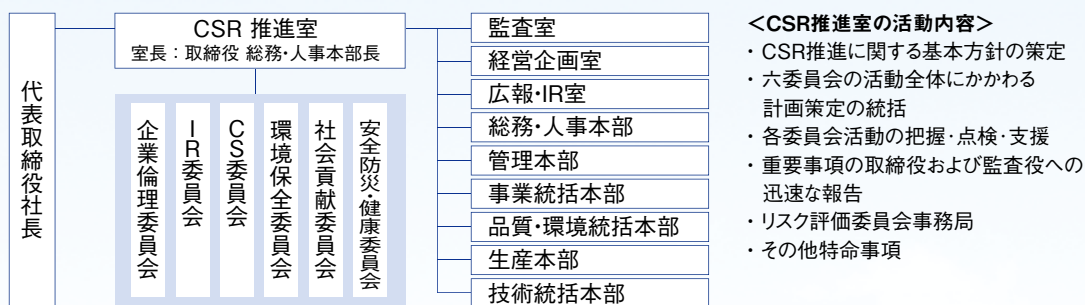 代表取締役社長
CSR 推進室
室長：取締役 総務・人事本部長
企業倫理委員会
IR委員会
CS委員会
環境保全委員会
社会貢献委員会
安全防災・健康委員会
監査室
経営企画室
広報・IR室
総務・人事本部
管理本部
事業統括本部
品質・環境統括本部
生産本部
技術統括本部
＜CSR推進室の活動内容＞
・CSR推進に関する基本方針の策定
・六委員会の活動全体にかかわる
計画策定の統括
・各委員会活動の把握・点検・支援
・重要事項の取締役および監査役への
迅速な報告
・リスク評価委員会事務局
・その他特命事項